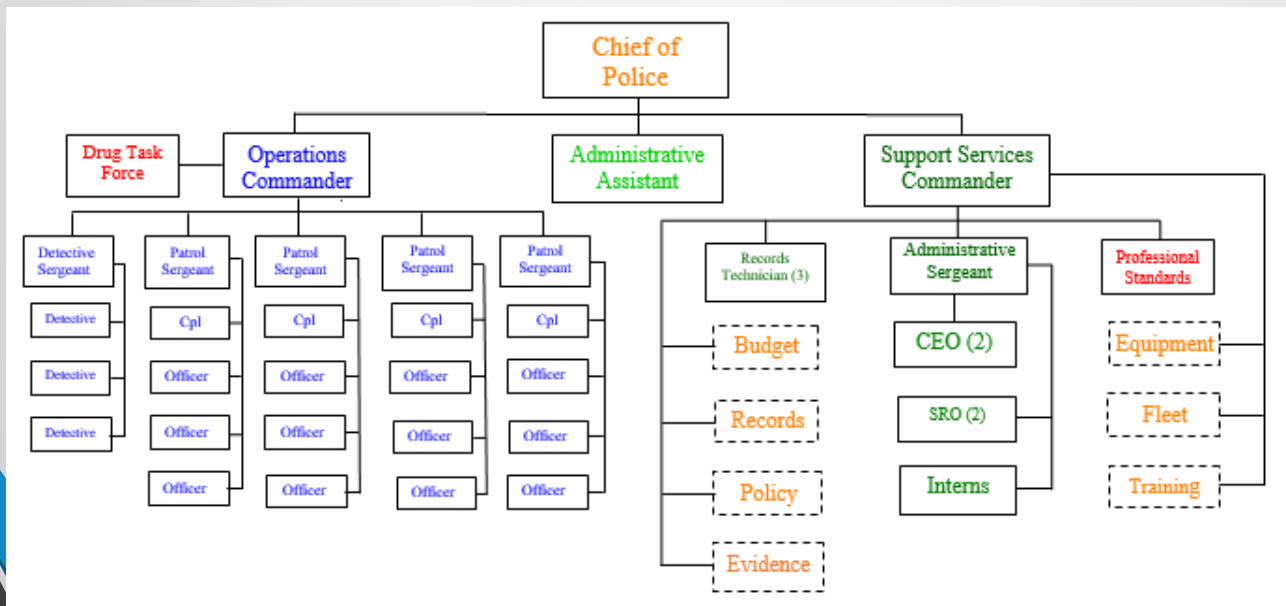 Chief of
Police
Drug Task
Force
Operations
Commander
Administrative
Assistant
Support Services
Commander
Detective
Sergeant
Patrol
Sergeant
Patrol
Sergeant
Patrol
Sergeant
Patrol
Sergeant
Records
Technician (3)
Administrative
Sergeant
Professional
Standards
Detective
Cpl
Cpl
Cpl
Cpl
Budget
CEO (2)
Equipment
Detective
Officer
Officer
Officer
Officer
Records
SRO (2)
Fleet
Detective
Officer
Officer
Officer
Officer
Policy
Interns
Training
Officer
Officer
Officer
Officer
Evidence